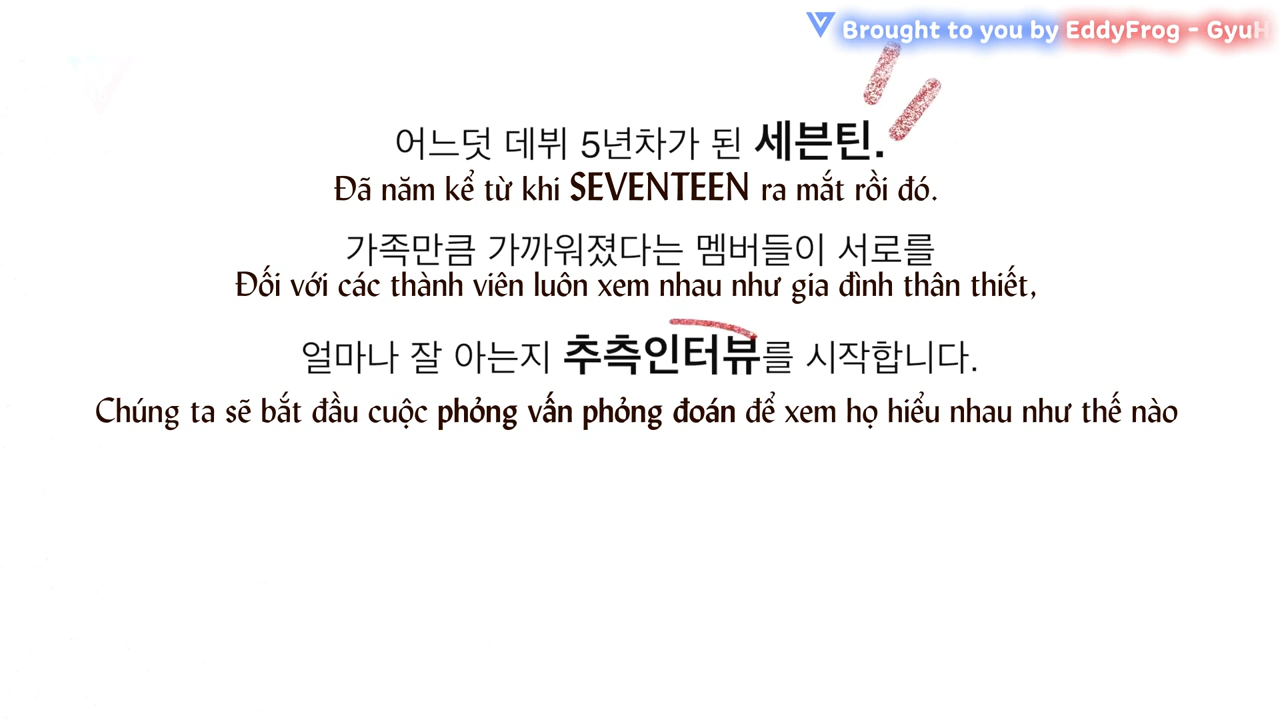 Brought to you by EddyFrog - GyuH
어느덧 데뷔 5년차가 된 세븐틴.
Đã năm kể từ khi SEVENTEEN ra mắt rồi đó.
가족만큼 가까워졌다는 멤버들이 서로를
Đối với các thành viên luôn xem nhau như gia đình thân thiết,
얼마나 잘 아는지 추측인터뷰를 시작합니다.
Chúng ta sẽ bắt đầu cuộc phỏng vấn phỏng đoán để xem họ hiểu nhau như thế nào